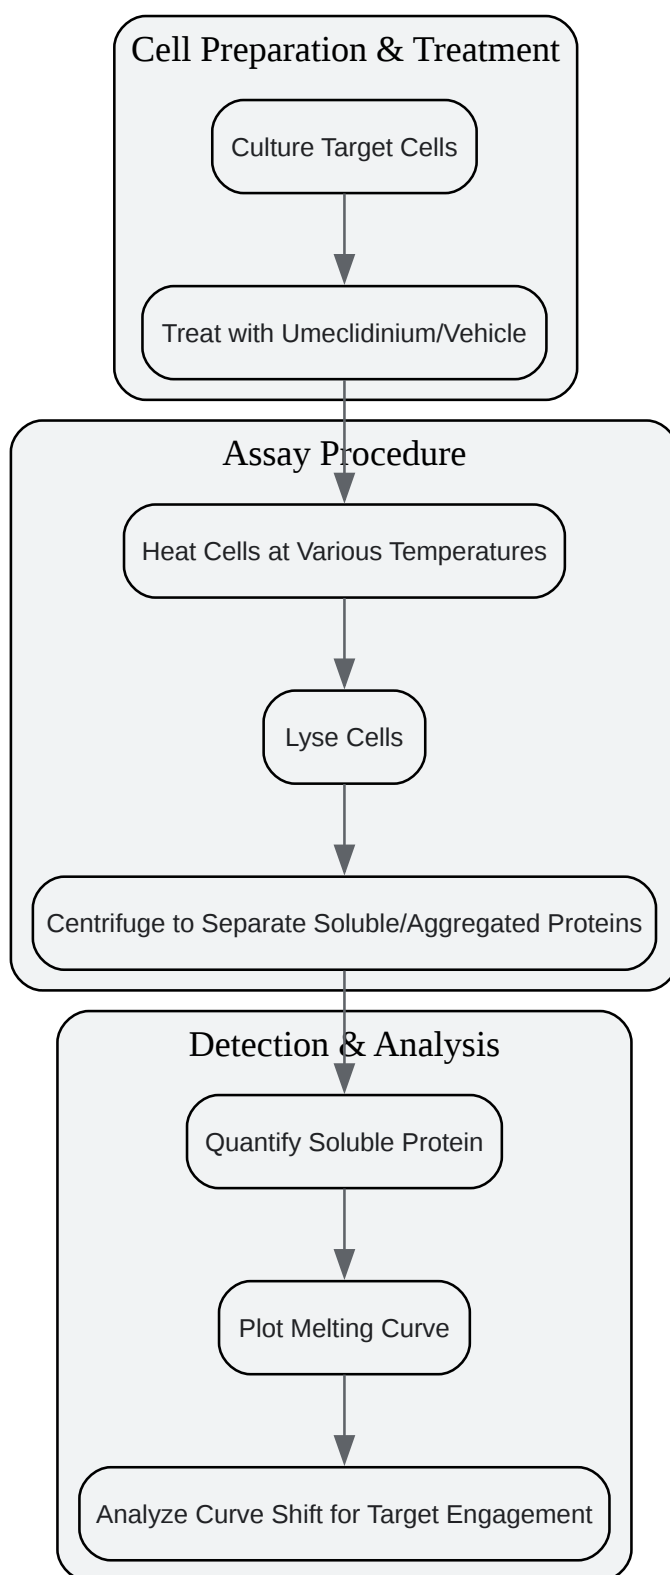 Cell Preparation & Treatment
Culture Target Cells
Treat with Umeclidinium/Vehicle
Assay Procedure
Heat Cells at Various Temperatures
Lyse Cells
Centrifuge to Separate Soluble/Aggregated Proteins
Detection & Analysis
Quantify Soluble Protein
Plot Melting Curve
Analyze Curve Shift for Target Engagement